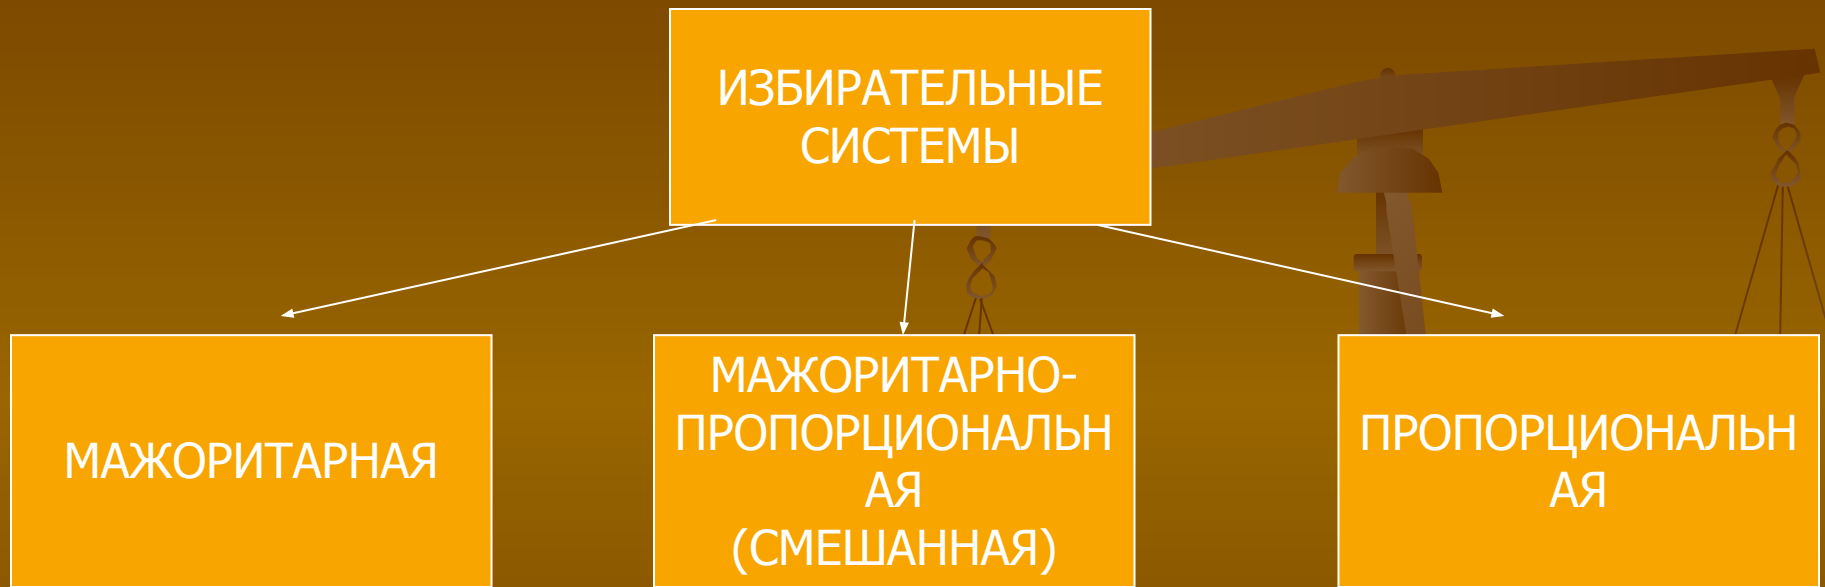 ИЗБИРАТЕЛЬНЫЕ
СИСТЕМЫ
МАЖОРИТАРНАЯ
МАЖОРИТАРНО-
ПРОПОРЦИОНАЛЬН
АЯ
(СМЕШАННАЯ)
ПРОПОРЦИОНАЛЬН
АЯ